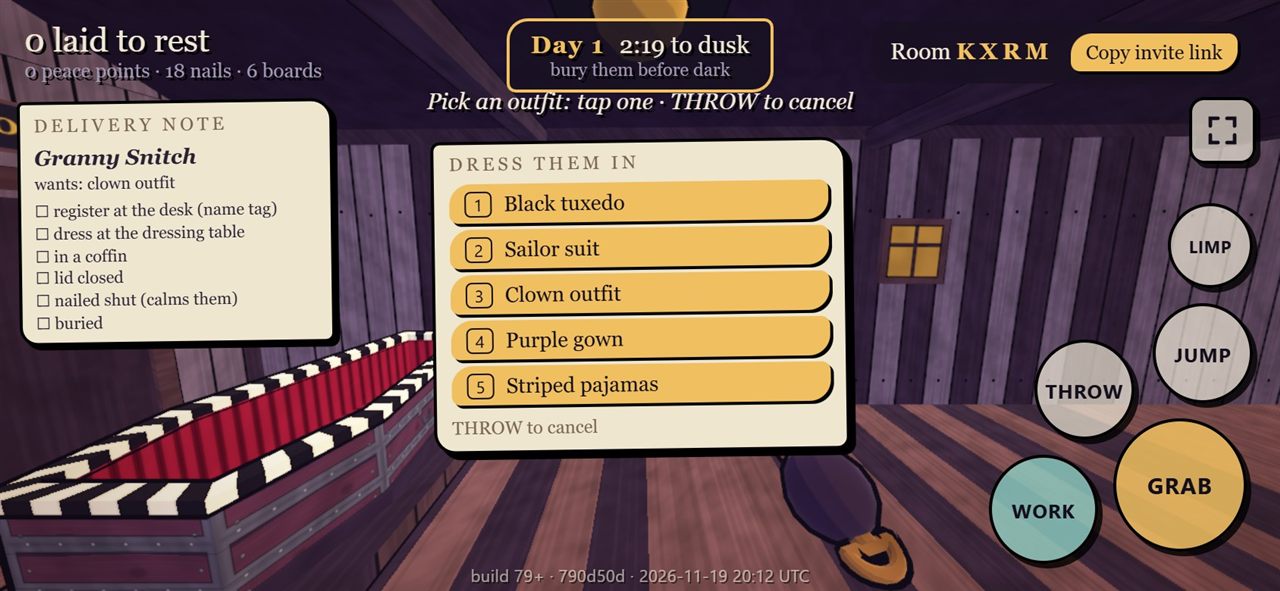 0 laid to rest
0 peace points · 18 nails · 6 boards
Day 1 2:19 to dusk
bury them before dark
Room KXRM
Copy invite link
Pick an outfit: tap one · THROW to cancel
DELIVERY NOTE
Granny Snitch
wants: clown outfit
☐ register at the desk (name tag)
☐ dress at the dressing table
☐ in a coffin
☐ lid closed
☐ nailed shut (calms them)
☐ buried
DRESS THEM IN
1 Black tuxedo
2 Sailor suit
3 Clown outfit
4 Purple gown
5 Striped pajamas
THROW to cancel
LIMP
JUMP
THROW
GRAB
WORK
build 79+ · 790d50d · 2026-11-19 20:12 UTC